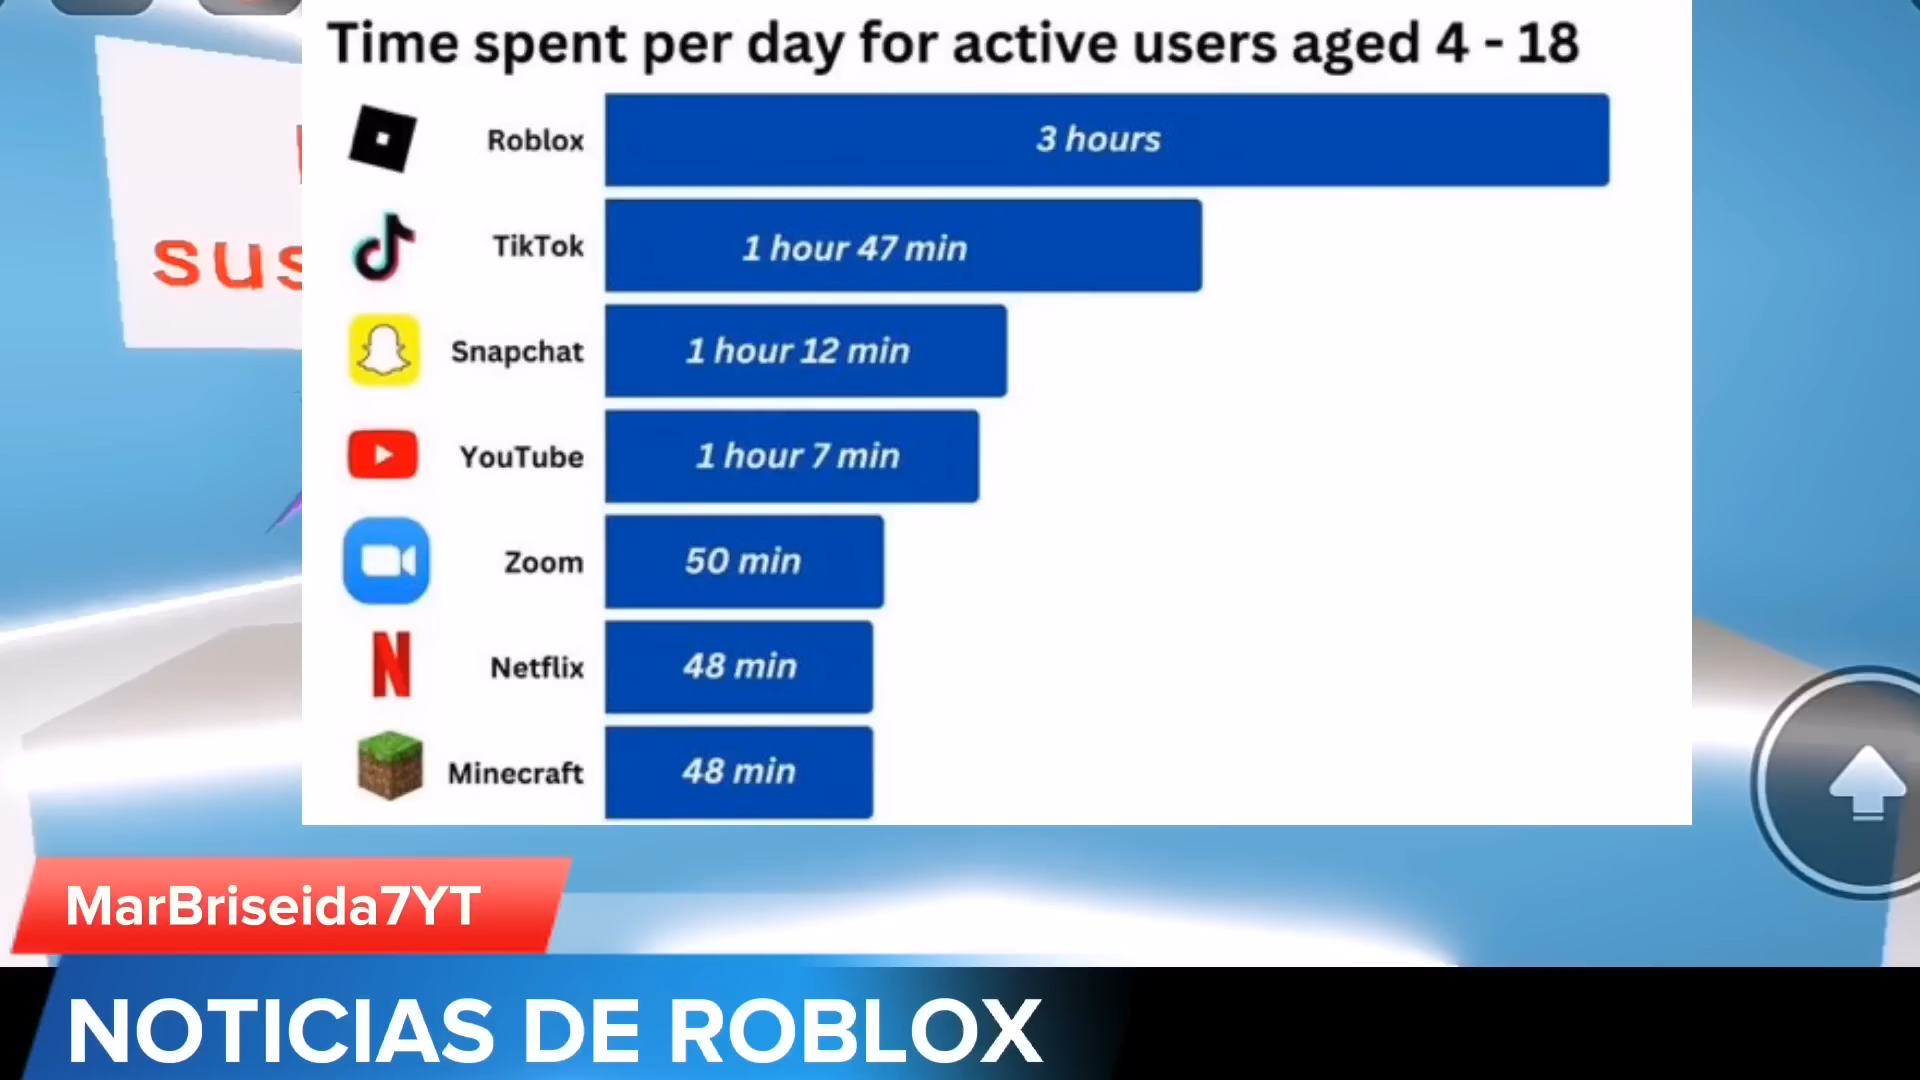 Time spent per day for active users aged 4 - 18
Roblox 3 hours
TikTok 1 hour 47 min
Snapchat 1 hour 12 min
YouTube 1 hour 7 min
Zoom 50 min
Netflix 48 min
Minecraft 48 min
MarBriseida7YT
NOTICIAS DE ROBLOX